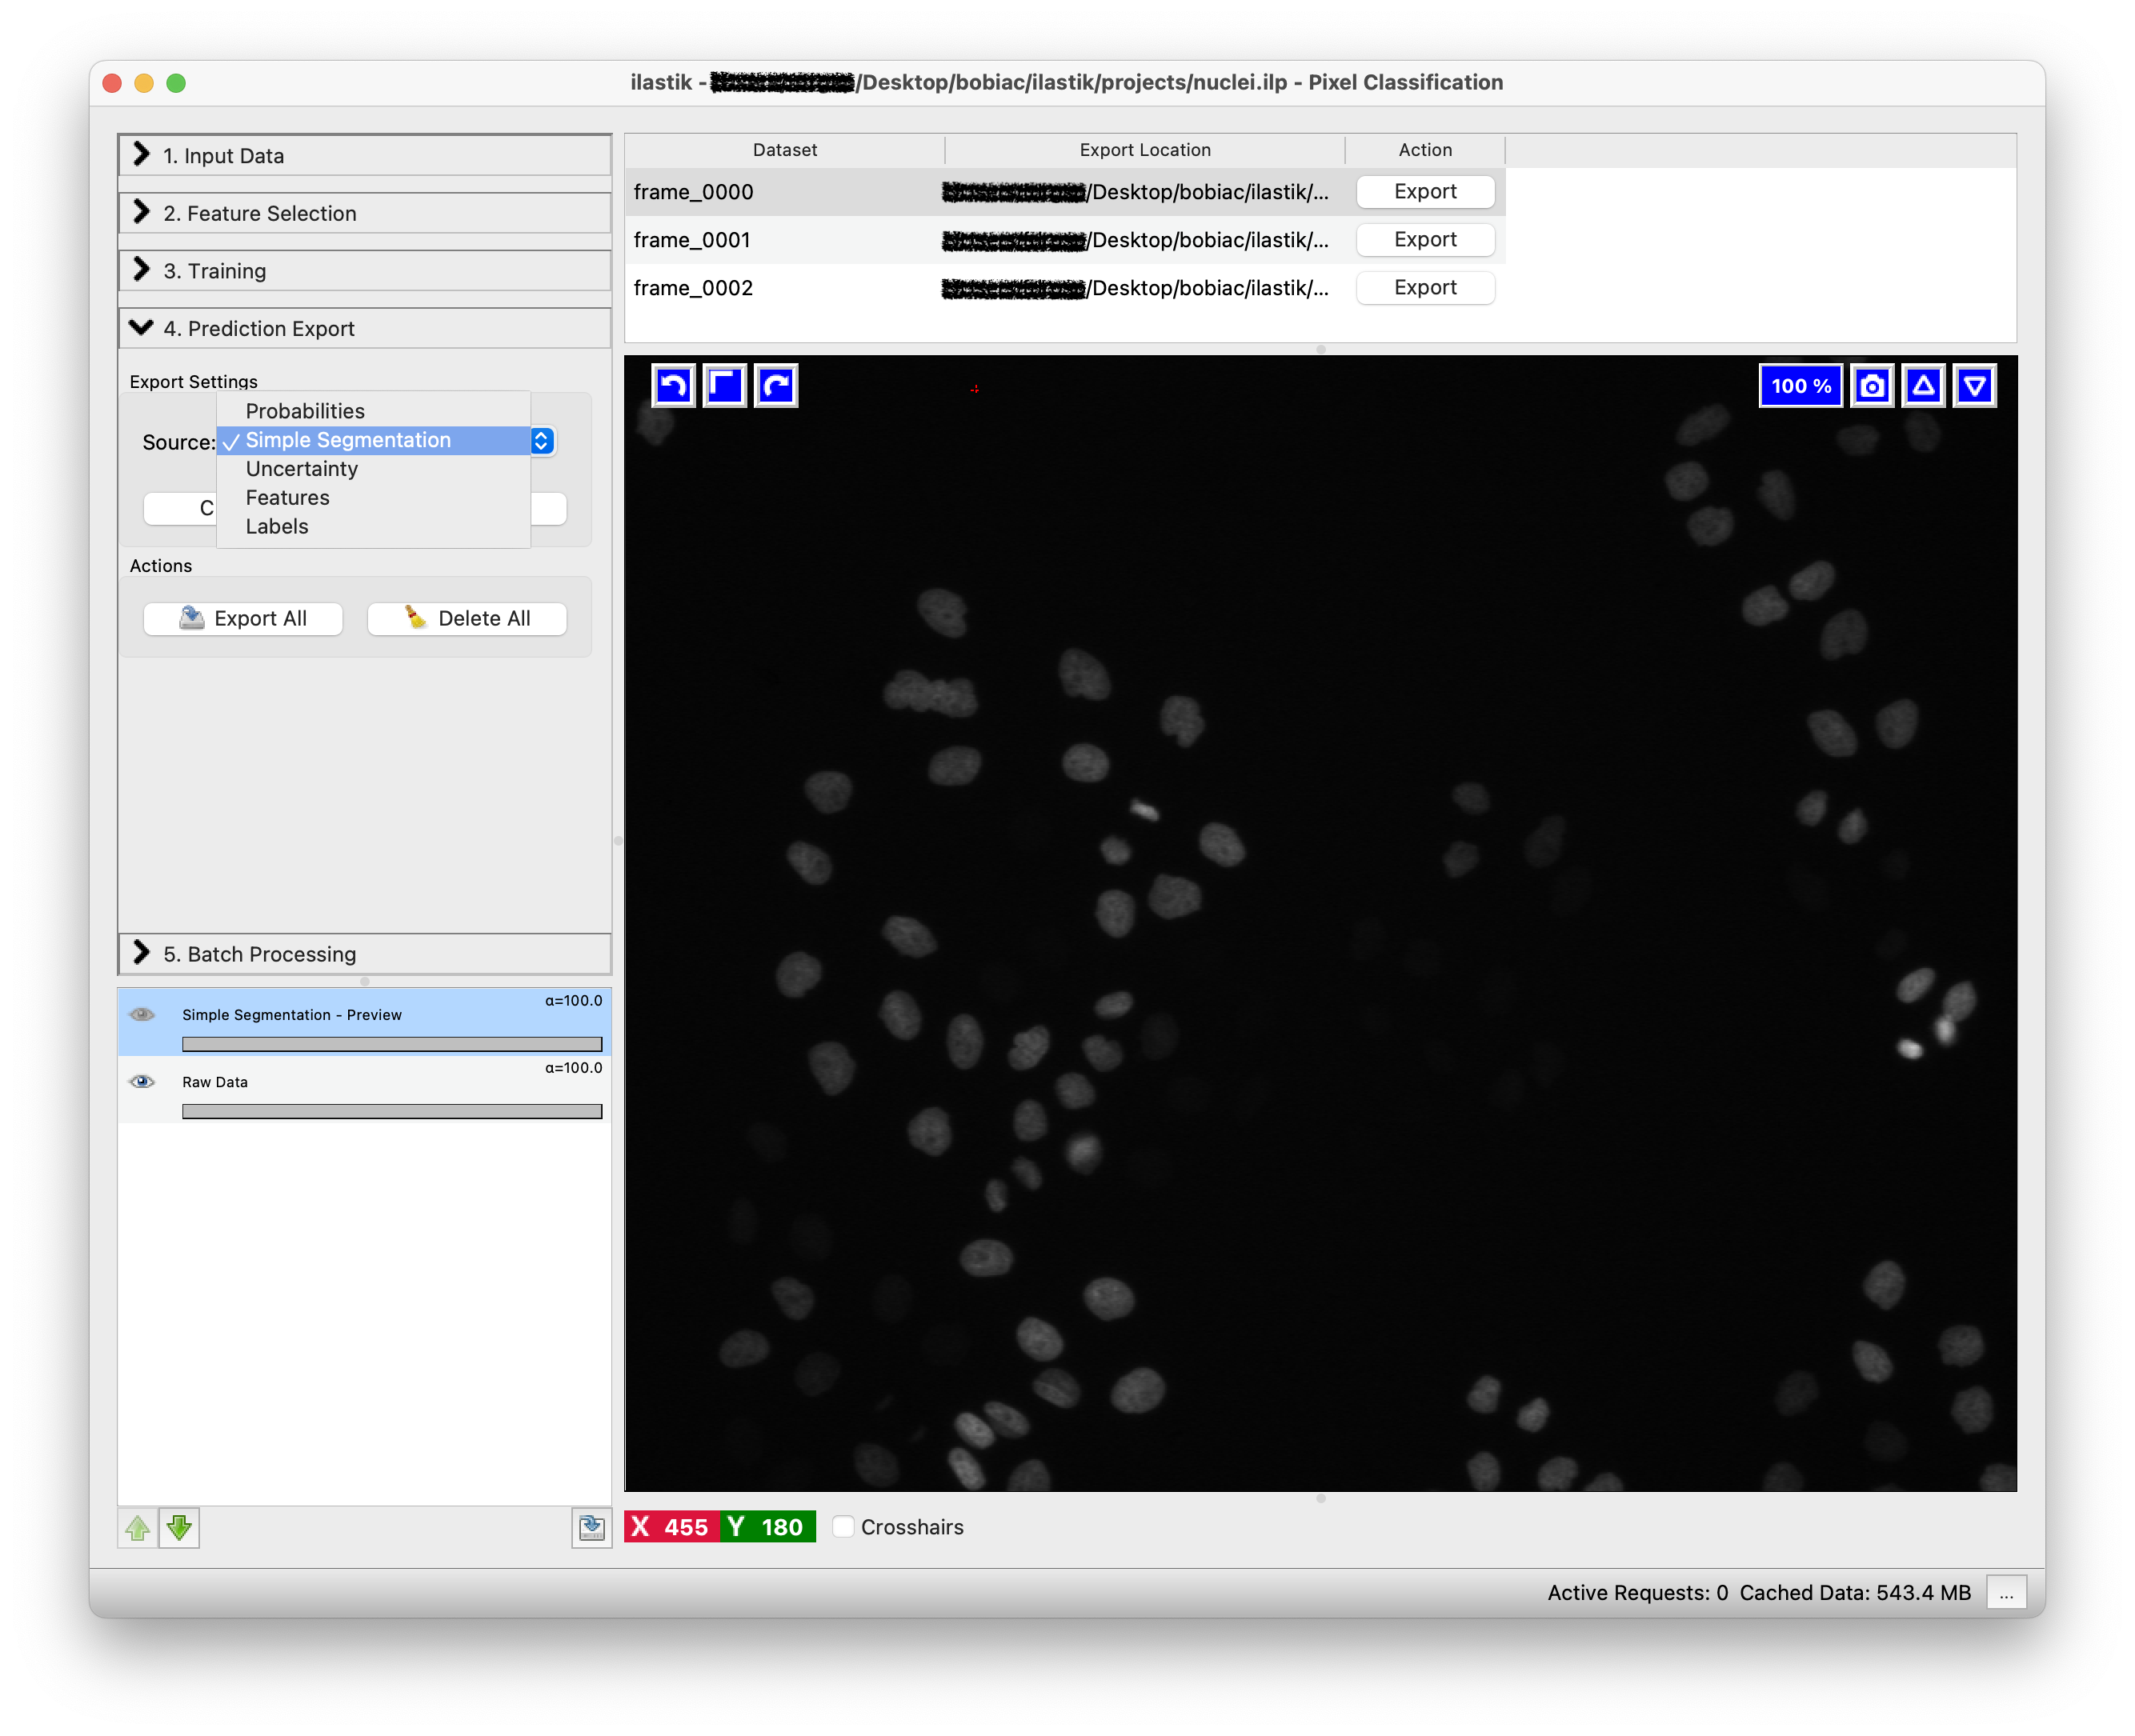 ilastik - /Desktop/bobiac/ilastik/projects/nuclei.ilp - Pixel Classification
1. Input Data
2. Feature Selection
3. Training
4. Prediction Export
Export Settings
Source:
Probabilities
Simple Segmentation
Uncertainty
Features
Labels
C
Actions
Export All
Delete All
5. Batch Processing
α=100.0
Simple Segmentation - Preview
α=100.0
Raw Data
Dataset Export Location Action
frame_0000 /Desktop/bobiac/ilastik/... Export
frame_0001 /Desktop/bobiac/ilastik/... Export
frame_0002 /Desktop/bobiac/ilastik/... Export
100 %
X 455 Y 180 Crosshairs
Active Requests: 0 Cached Data: 543.4 MB ...